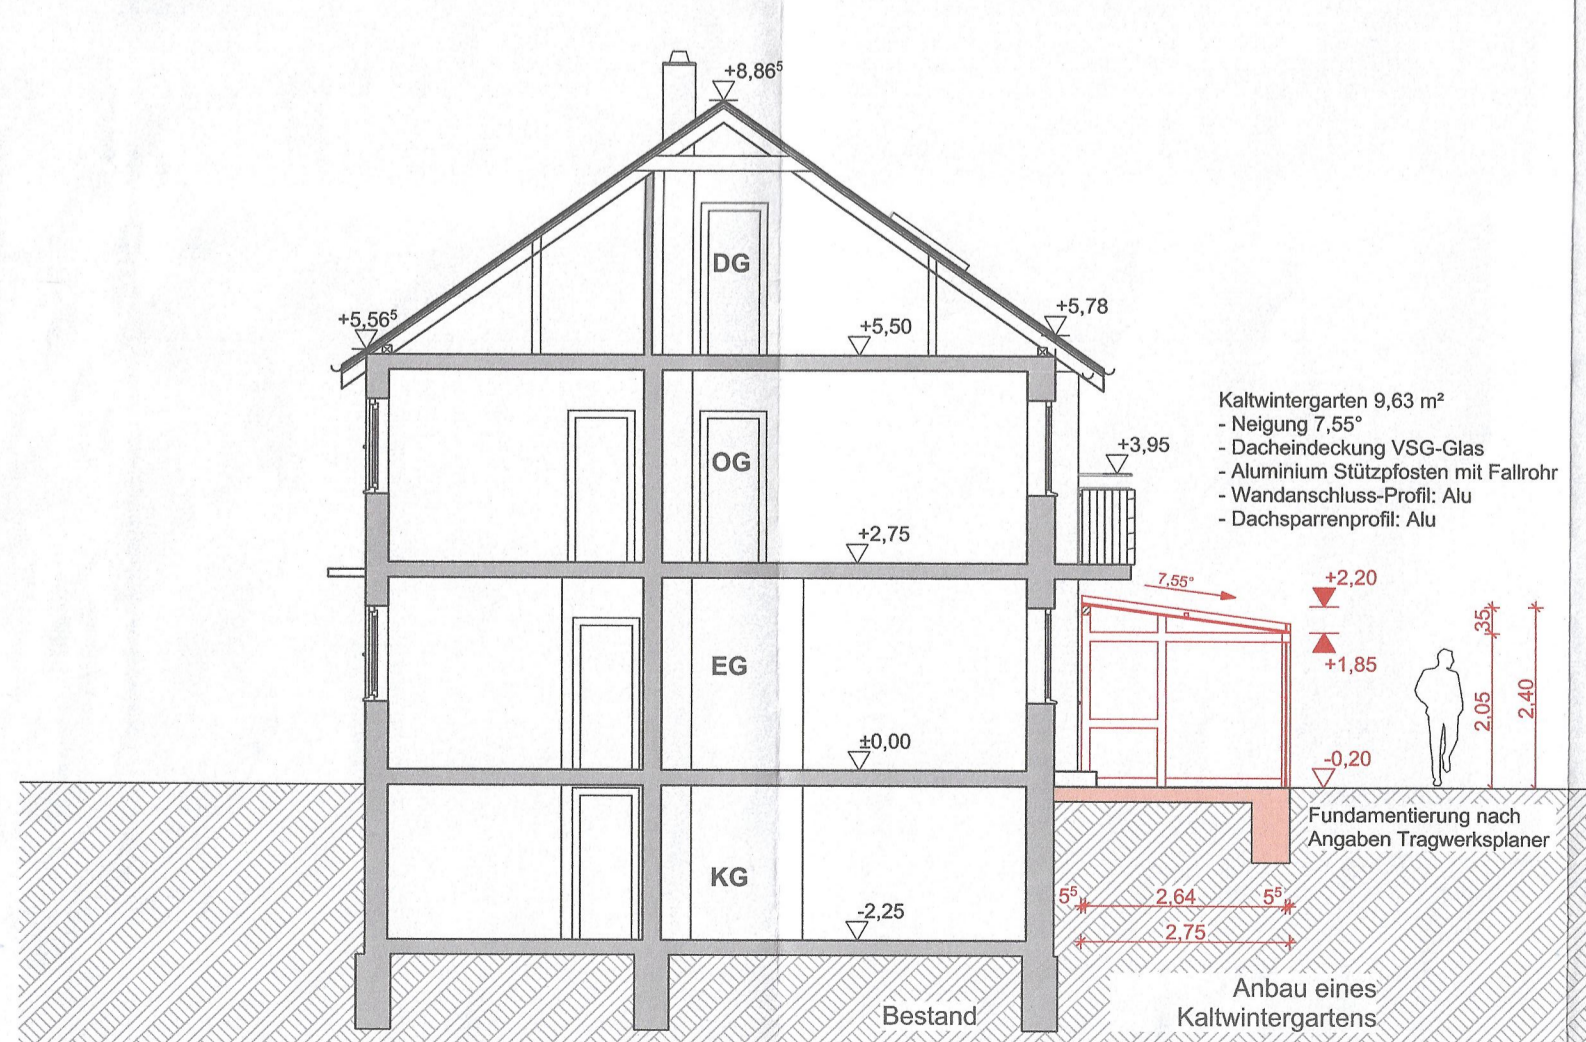 +8,86⁵
DG
+5,56⁵
+5,50
+5,78
Kaltwintergarten 9,63 m²
- Neigung 7,55°
- Dacheindeckung VSG-Glas
- Aluminium Stützpfosten mit Fallrohr
- Wandanschluss-Profil: Alu
- Dachsparrenprofil: Alu
+3,95
OG
+2,75
7,55°
+2,20
35
+1,85
EG
2,05
2,40
±0,00
-0,20
Fundamentierung nach
Angaben Tragwerksplaner
KG
-2,25
5⁵
2,64
5⁵
2,75
Bestand
Anbau eines
Kaltwintergartens